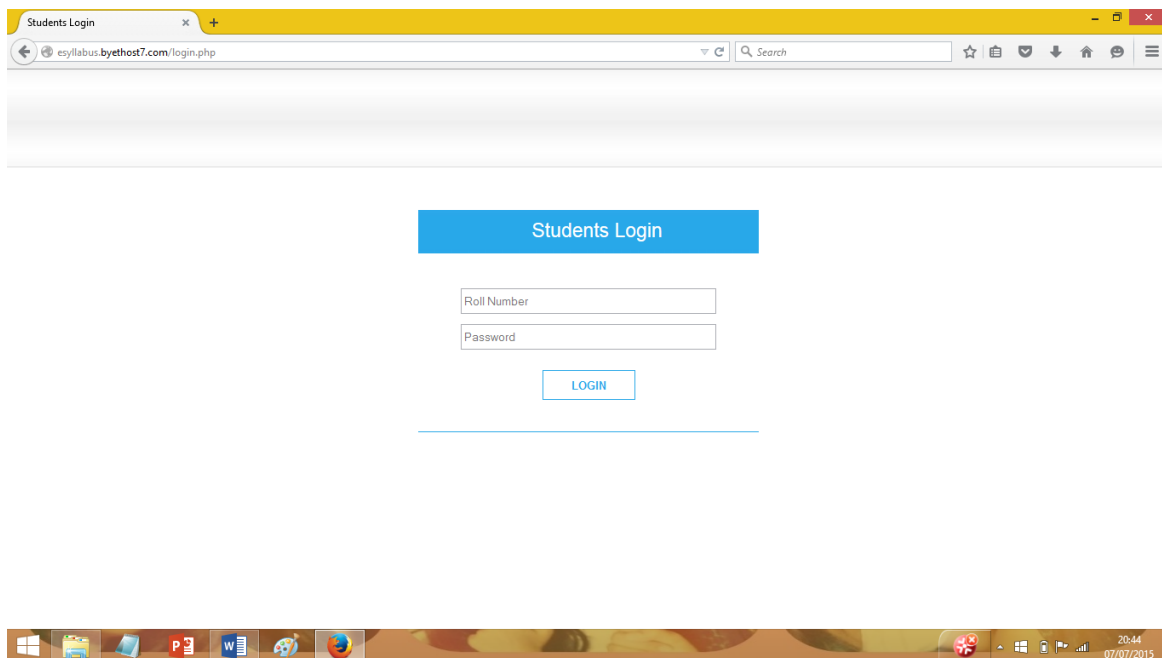 Students Login
esyllabus.byethost7.com/login.php
Search
Students Login
Roll Number
Password
LOGIN
20:44
07/07/2015